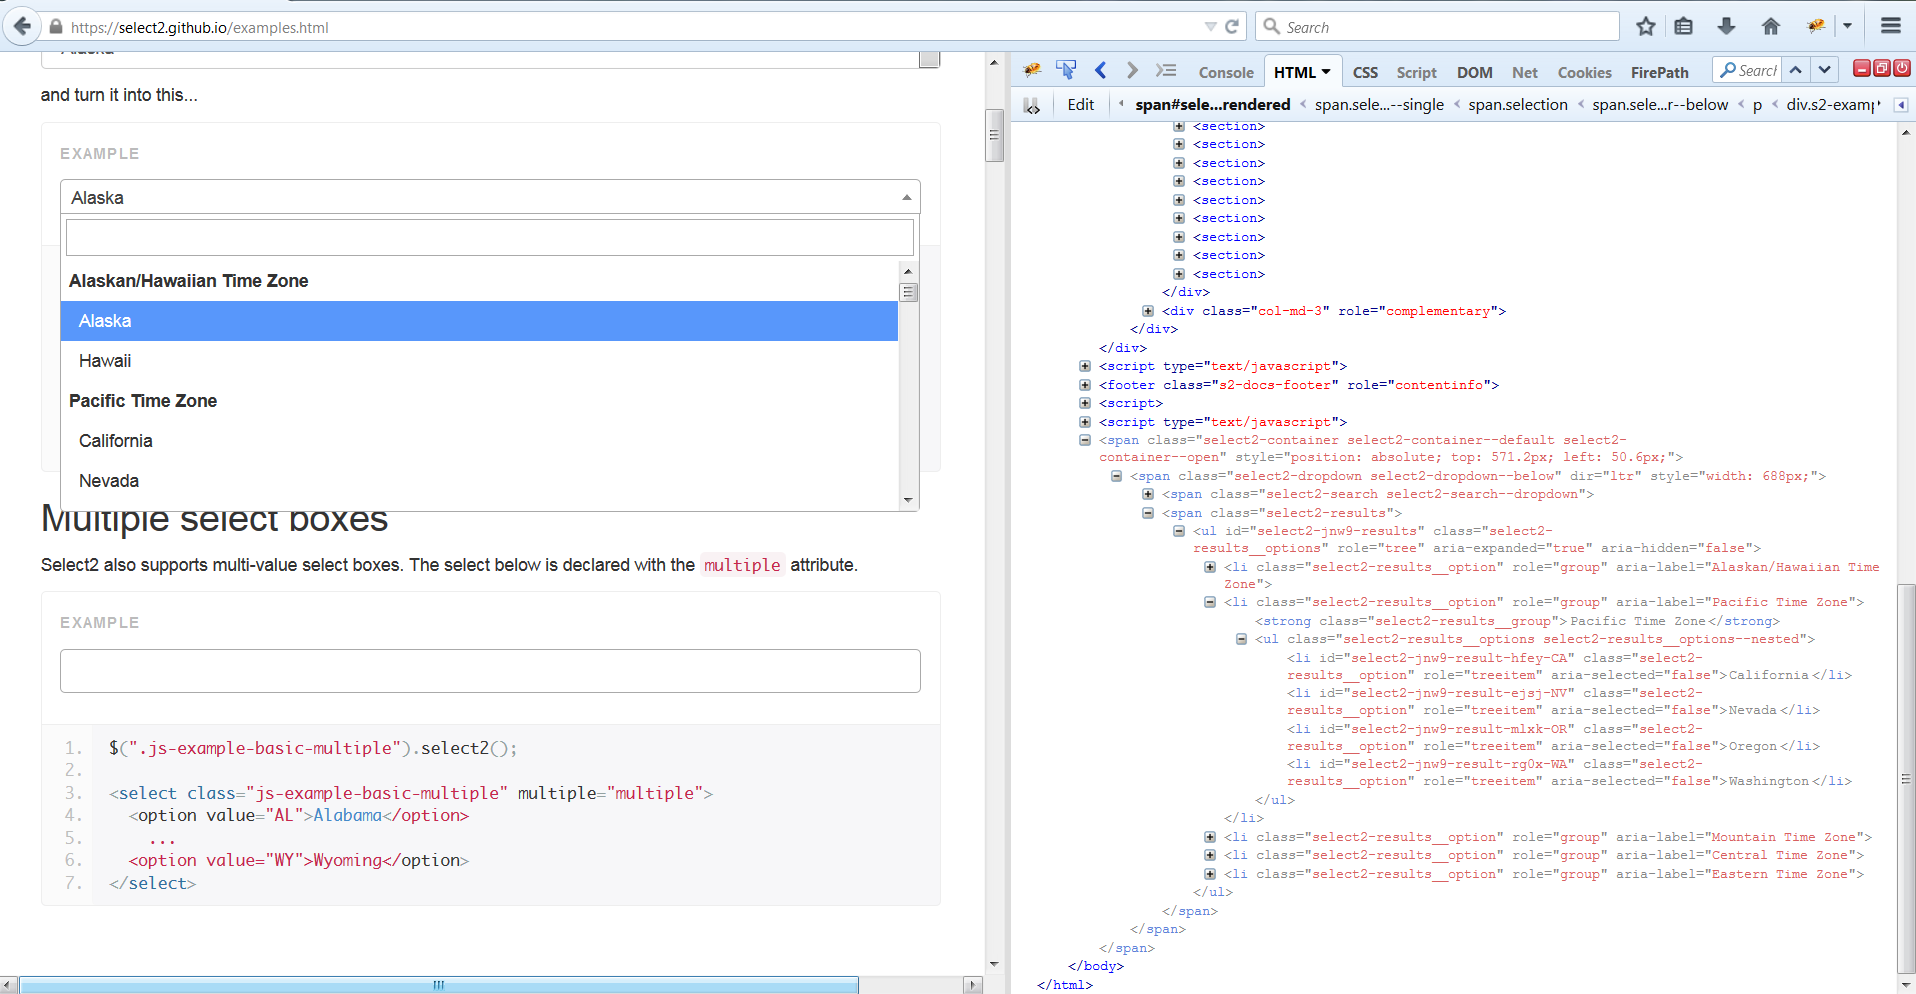 https://select2.github.io/examples.html
Search
and turn it into this...
EXAMPLE
Alaska
Alaskan/Hawaiian Time Zone
Alaska
Hawaii
Pacific Time Zone
California
Nevada
Multiple select boxes
Select2 also supports multi-value select boxes. The select below is declared with the multiple attribute.
EXAMPLE
1. $(".js-example-basic-multiple").select2();
2.
3. <select class="js-example-basic-multiple" multiple="multiple">
4. <option value="AL">Alabama</option>
5. ...
6. <option value="WY">Wyoming</option>
7. </select>
Console HTML CSS Script DOM Net Cookies FirePath Search
Edit span#sele...rendered span.sele...--single span.selection span.sele...r--below p div.s2-examp
<section>
<section>
<section>
<section>
<section>
<section>
<section>
<section>
<section>
</div>
<div class="col-md-3" role="complementary">
</div>
</div>
<script type="text/javascript">
<footer class="s2-docs-footer" role="contentinfo">
<script>
<script type="text/javascript">
<span class="select2-container select2-container--default select2-
container--open" style="position: absolute; top: 571.2px; left: 50.6px;">
<span class="select2-dropdown select2-dropdown--below" dir="ltr" style="width: 688px;">
<span class="select2-search select2-search--dropdown">
<span class="select2-results">
<ul id="select2-jnw9-results" class="select2-
results__options" role="tree" aria-expanded="true" aria-hidden="false">
<li class="select2-results__option" role="group" aria-label="Alaskan/Hawaiian Time
Zone">
<li class="select2-results__option" role="group" aria-label="Pacific Time Zone">
<strong class="select2-results__group">Pacific Time Zone</strong>
<ul class="select2-results__options select2-results__options--nested">
<li id="select2-jnw9-result-hfey-CA" class="select2-
results__option" role="treeitem" aria-selected="false">California</li>
<li id="select2-jnw9-result-ejsj-NV" class="select2-
results__option" role="treeitem" aria-selected="false">Nevada</li>
<li id="select2-jnw9-result-mlxk-OR" class="select2-
results__option" role="treeitem" aria-selected="false">Oregon</li>
<li id="select2-jnw9-result-rg0x-WA" class="select2-
results__option" role="treeitem" aria-selected="false">Washington</li>
</ul>
</li>
<li class="select2-results__option" role="group" aria-label="Mountain Time Zone">
<li class="select2-results__option" role="group" aria-label="Central Time Zone">
<li class="select2-results__option" role="group" aria-label="Eastern Time Zone">
</ul>
</span>
</span>
</span>
</body>
</html>